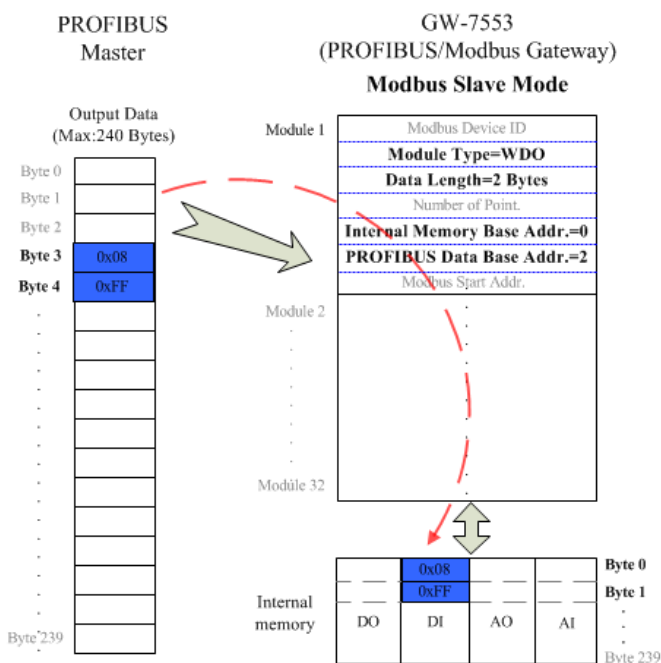 PROFIBUS
Master
GW-7553
(PROFIBUS/Modbus Gateway)
Modbus Slave Mode
Output Data
(Max:240 Bytes)
Byte 0
Byte 1
Byte 2
Byte 3
0x08
Byte 4
0xFF
Byte 239
Module 1
Modbus Device ID
Module Type=WDO
Data Length=2 Bytes
Number of Point.
Internal Memory Base Addr.=0
PROFIBUS Data Base Addr.=2
Modbus Start Addr.
Module 2
Module 32
Internal
memory
0x08
0xFF
DO
DI
AO
AI
Byte 0
Byte 1
Byte 239